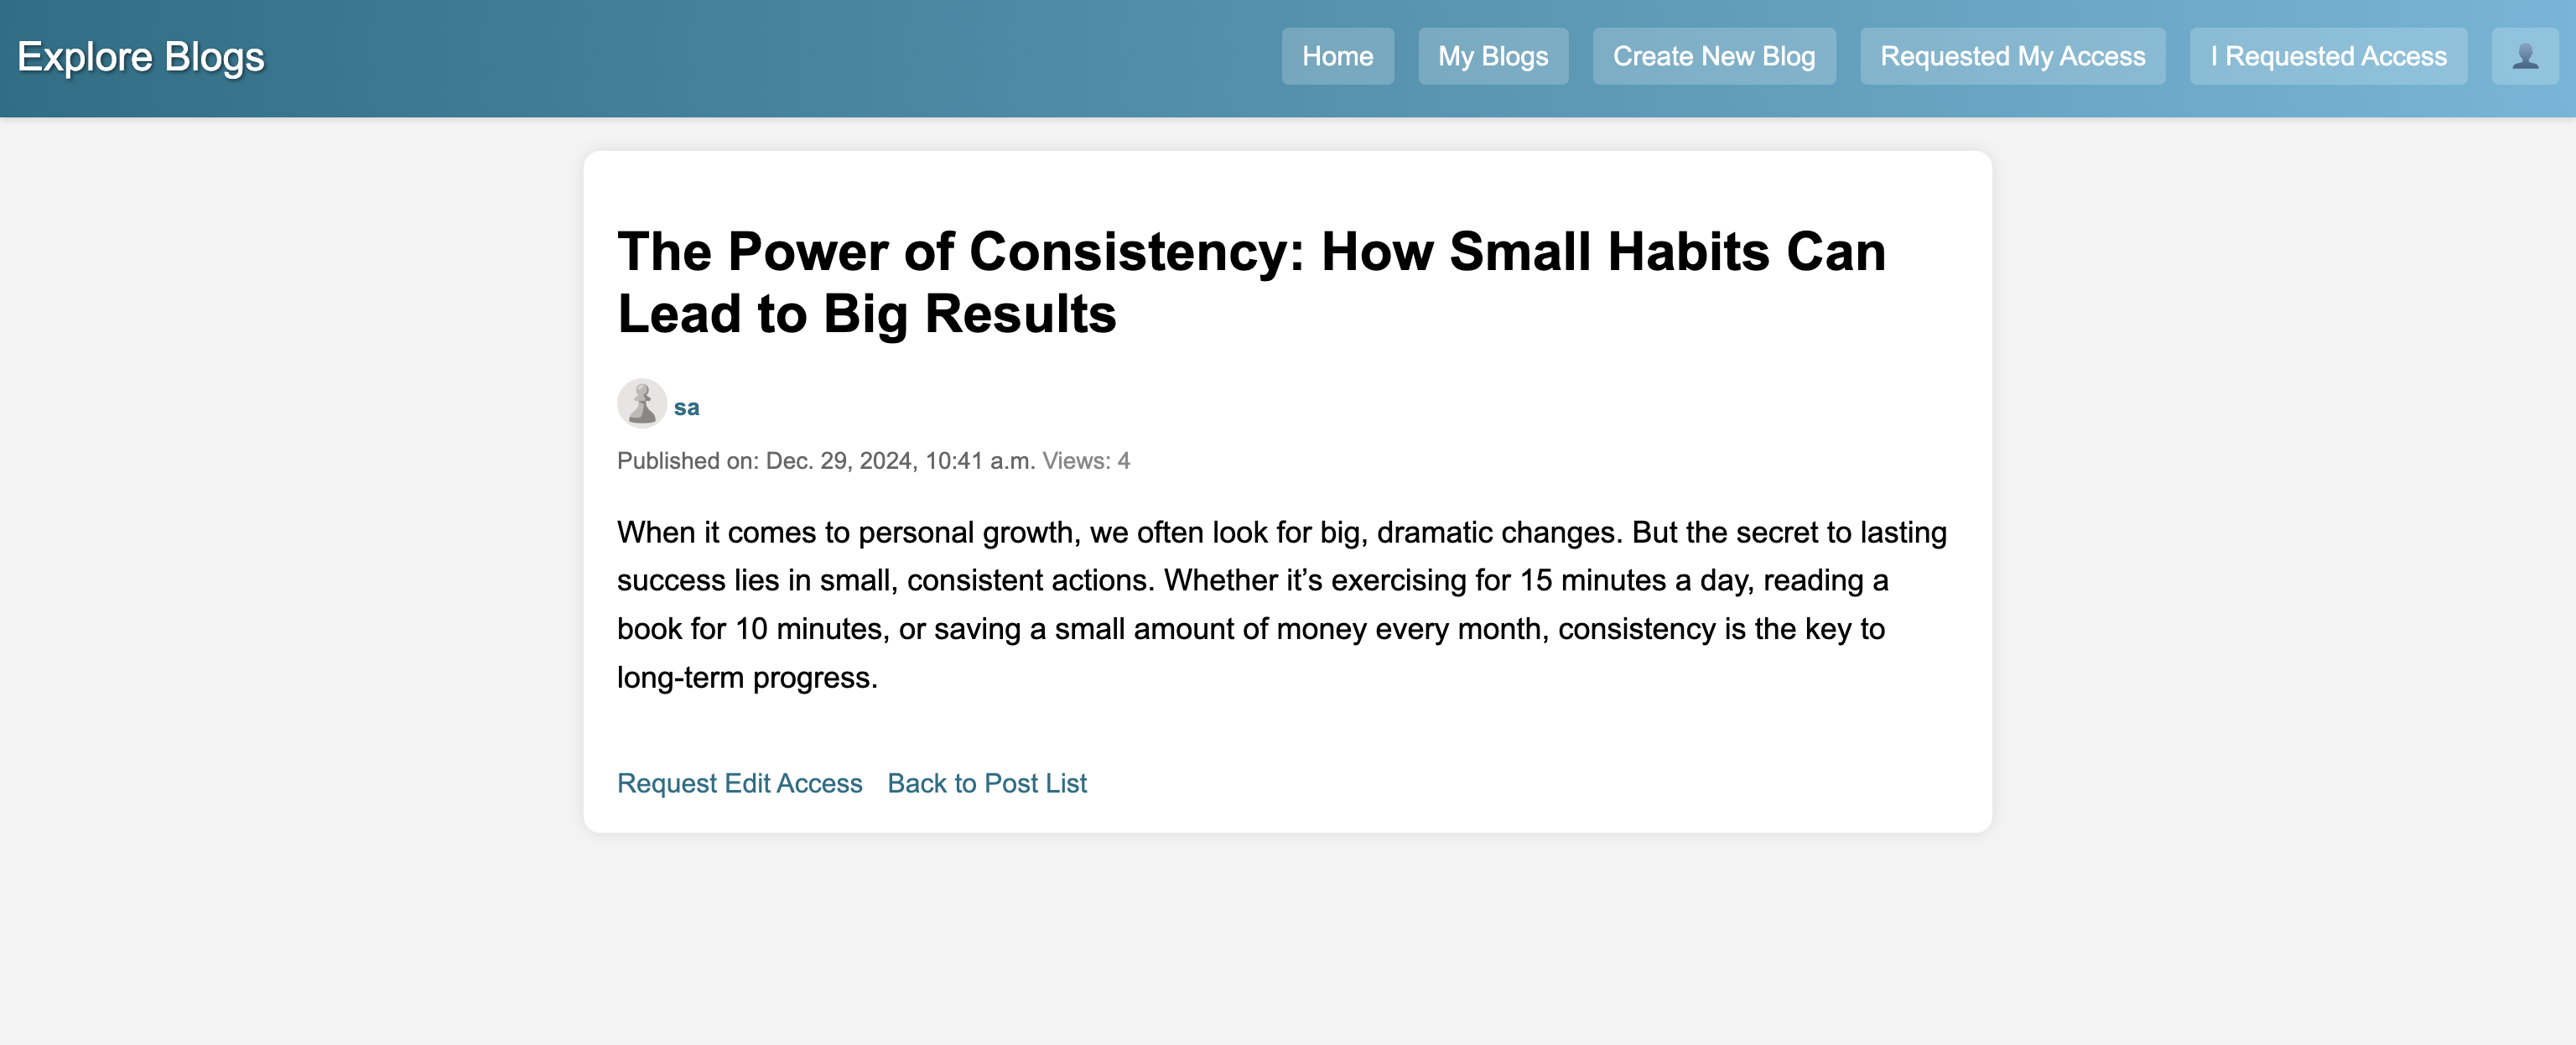 Explore Blogs
Home
My Blogs
Create New Blog
Requested My Access
I Requested Access
The Power of Consistency: How Small Habits Can
Lead to Big Results
sa
Published on: Dec. 29, 2024, 10:41 a.m. Views: 4
When it comes to personal growth, we often look for big, dramatic changes. But the secret to lasting
success lies in small, consistent actions. Whether it’s exercising for 15 minutes a day, reading a
book for 10 minutes, or saving a small amount of money every month, consistency is the key to
long-term progress.
Request Edit Access
Back to Post List